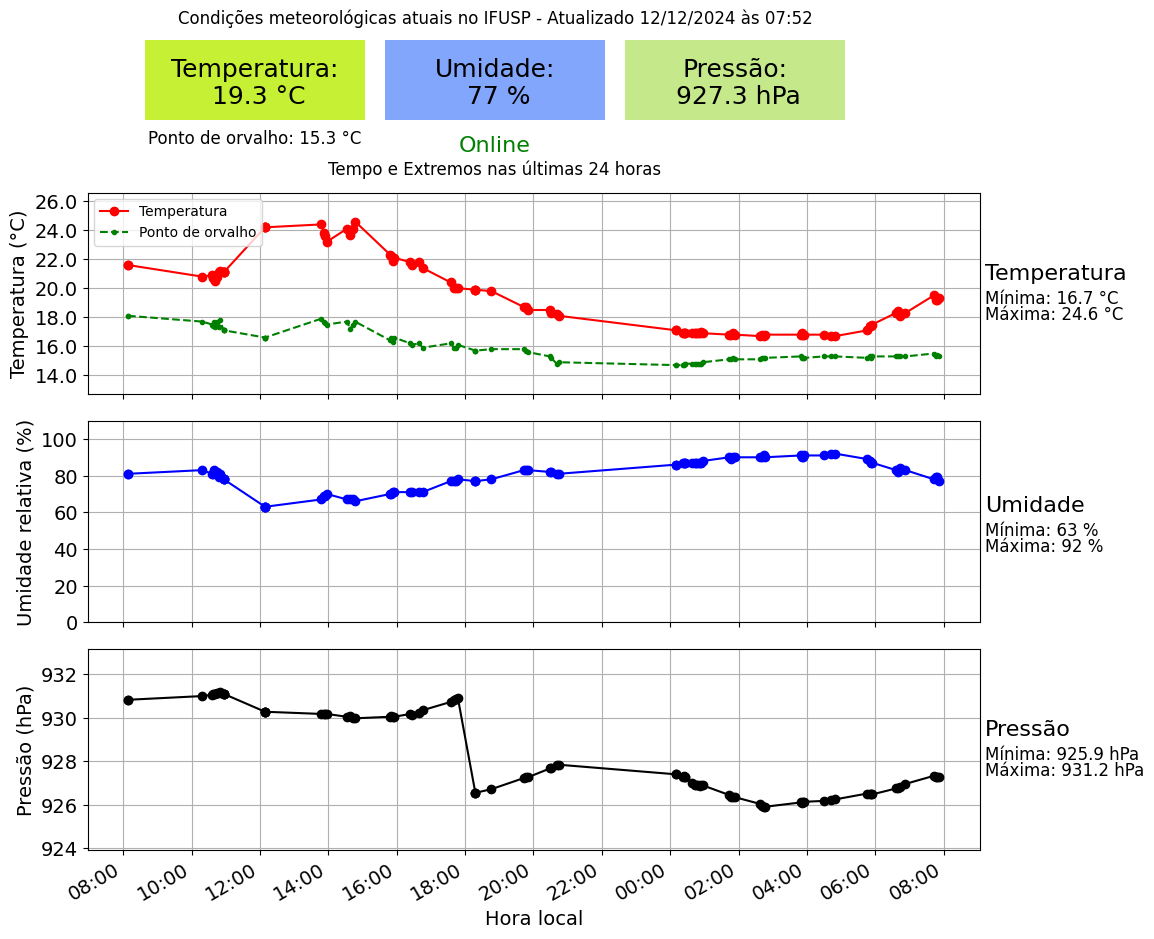 Condições meteorológicas atuais no IFUSP - Atualizado 12/12/2024 às 07:52
Temperatura:
19.3 °C
Umidade:
77 %
Pressão:
927.3 hPa
Ponto de orvalho: 15.3 °C
Online
Tempo e Extremos nas últimas 24 horas
Temperatura (°C)
26.0
24.0
22.0
20.0
18.0
16.0
14.0
Temperatura
Ponto de orvalho
Temperatura
Mínima: 16.7 °C
Máxima: 24.6 °C
Umidade relativa (%)
100
80
60
40
20
0
Umidade
Mínima: 63 %
Máxima: 92 %
Pressão (hPa)
932
930
928
926
924
Pressão
Mínima: 925.9 hPa
Máxima: 931.2 hPa
08:00 10:00 12:00 14:00 16:00 18:00 20:00 22:00 00:00 02:00 04:00 06:00 08:00
Hora local